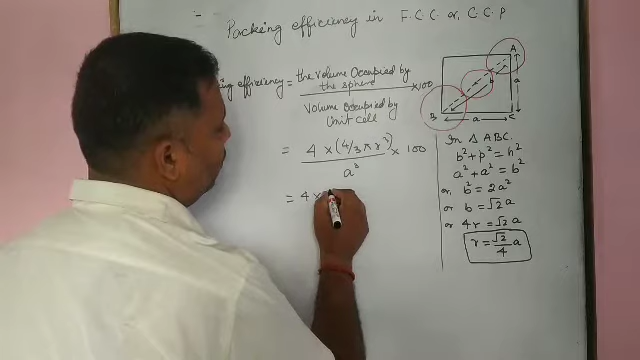 Packing efficiency in F.C.C or, C.C.P
efficiency = the Volume Occupied by the sphere / Volume Occupied by Unit cell × 100
= 4 × (4/3 π r²) / a³ × 100
= 4 ×
A
a
B
a
C
In Δ ABC.
b² + p² = h²
a² + a² = b²
or, b² = 2a²
or b = √2 a
or 4r = √2 a
r = √2/4 a